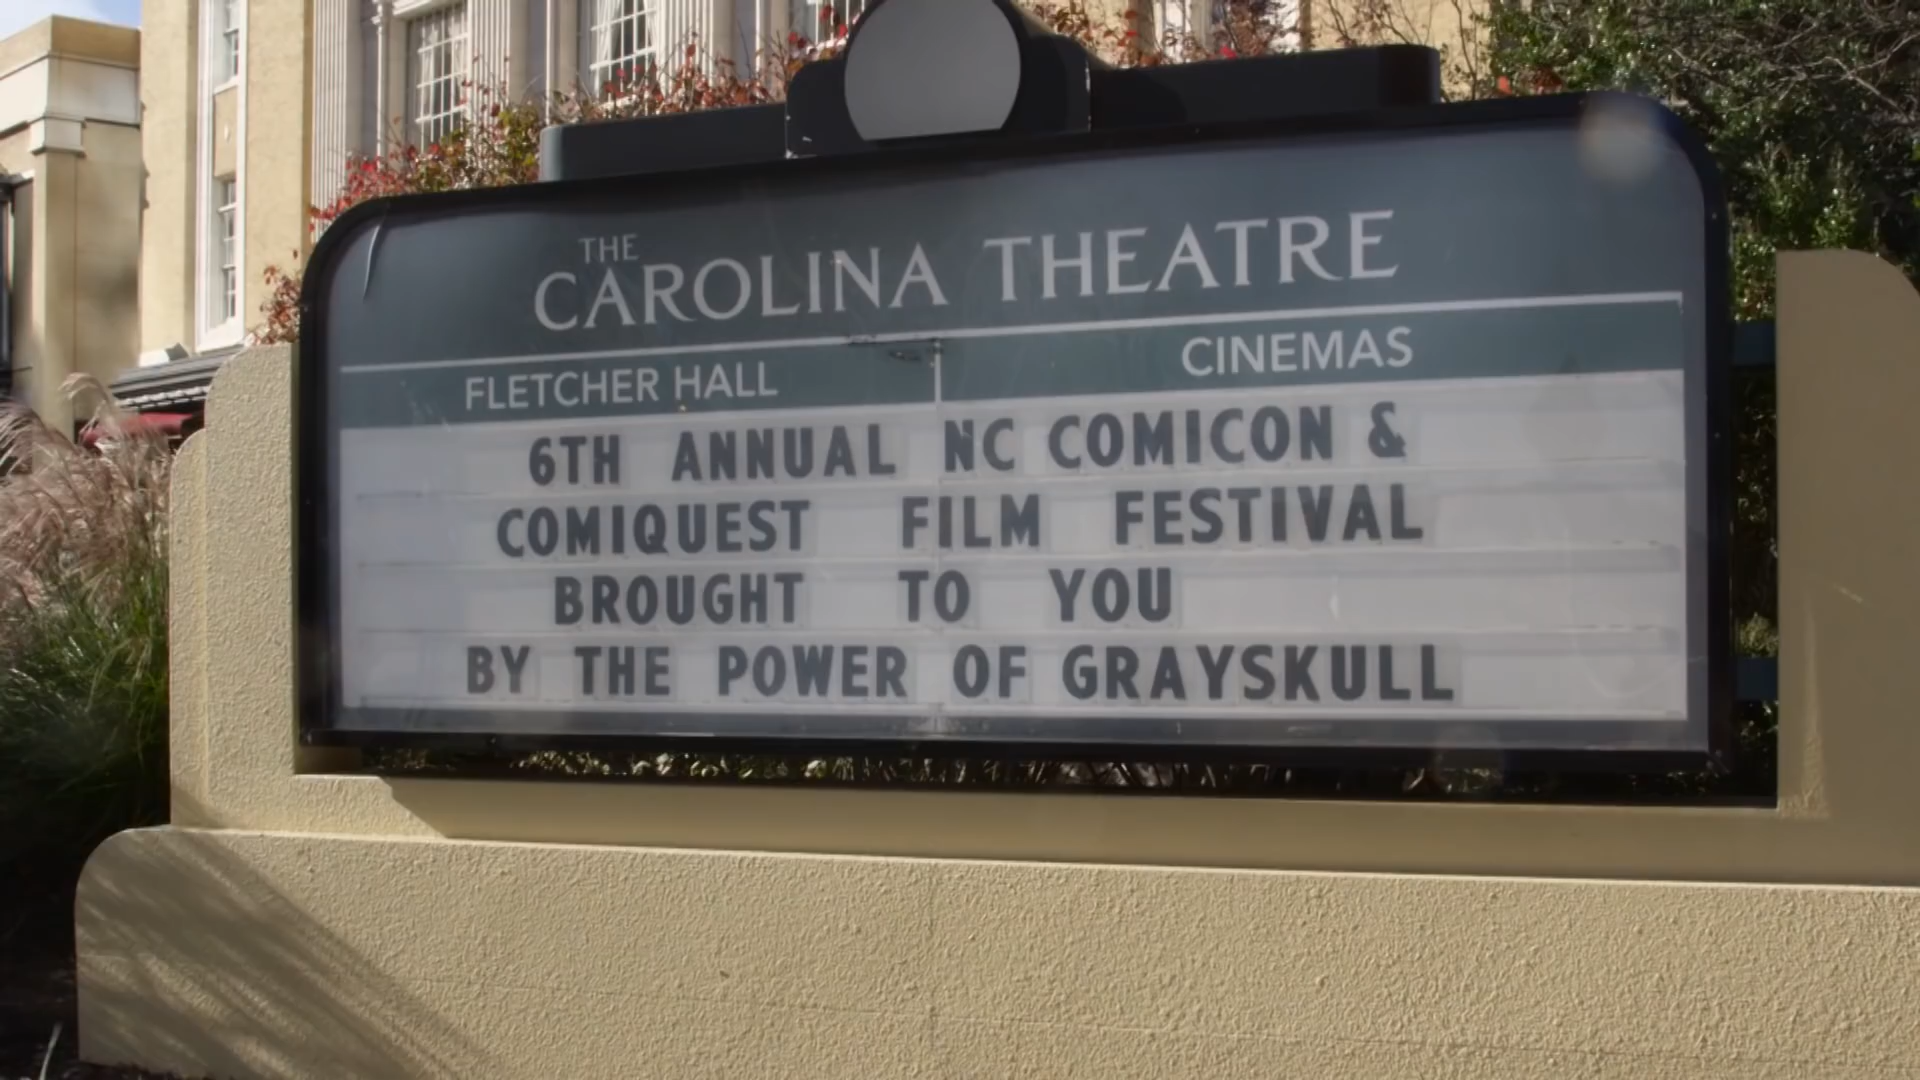 THE
CAROLINA THEATRE
FLETCHER HALL
CINEMAS
6TH ANNUAL NC COMICON &
COMIQUEST FILM FESTIVAL
BROUGHT TO YOU
BY THE POWER OF GRAYSKULL